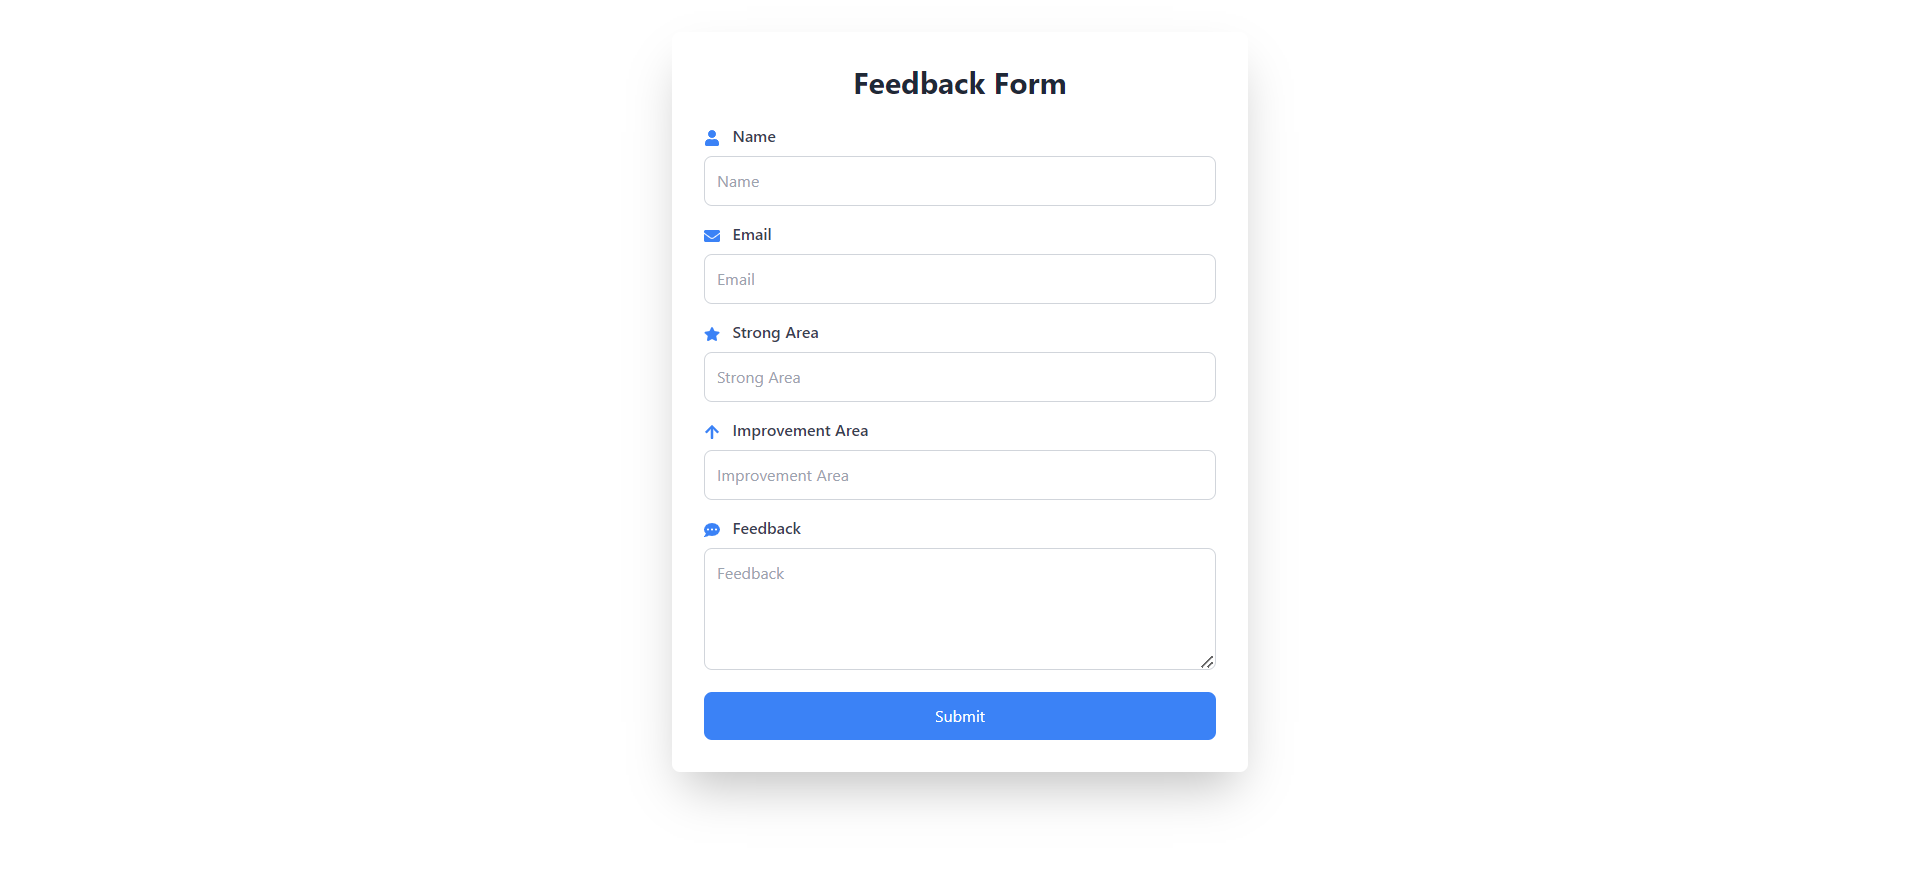 Feedback Form
Name
Name
Email
Email
Strong Area
Strong Area
Improvement Area
Improvement Area
Feedback
Feedback
Submit